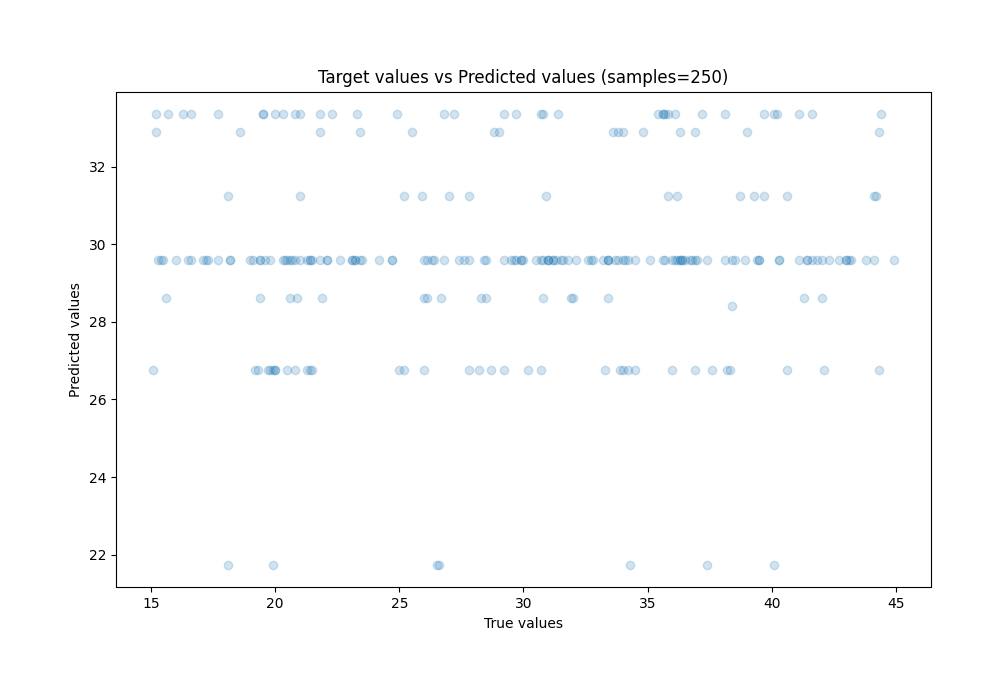 Target values vs Predicted values (samples=250)
Predicted values
32
30
28
26
24
22
15 20 25 30 35 40 45
True values